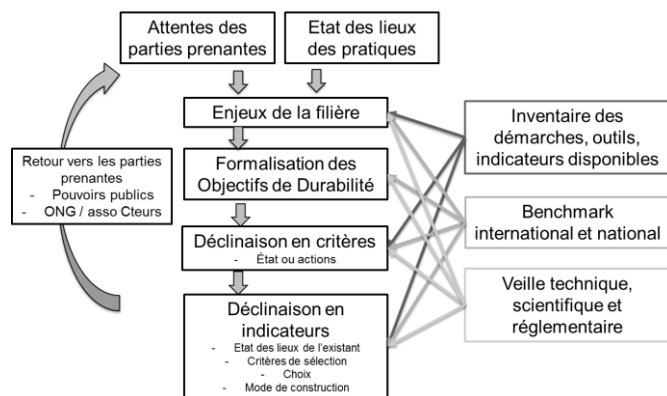 Attentes des
parties prenantes
Etat des lieux
des pratiques
Enjeux de la filière
Formalisation des
Objectifs de Durabilité
Déclinaison en critères
- État ou actions
Déclinaison en
indicateurs
- Etat des lieux de l'existant
- Critères de sélection
- Choix
- Mode de construction
Retour vers les parties
prenantes
- Pouvoirs publics
- ONG / asso Cteurs
Inventaire des
démarches, outils,
indicateurs disponibles
Benchmark
international et national
Veille technique,
scientifique et
réglementaire